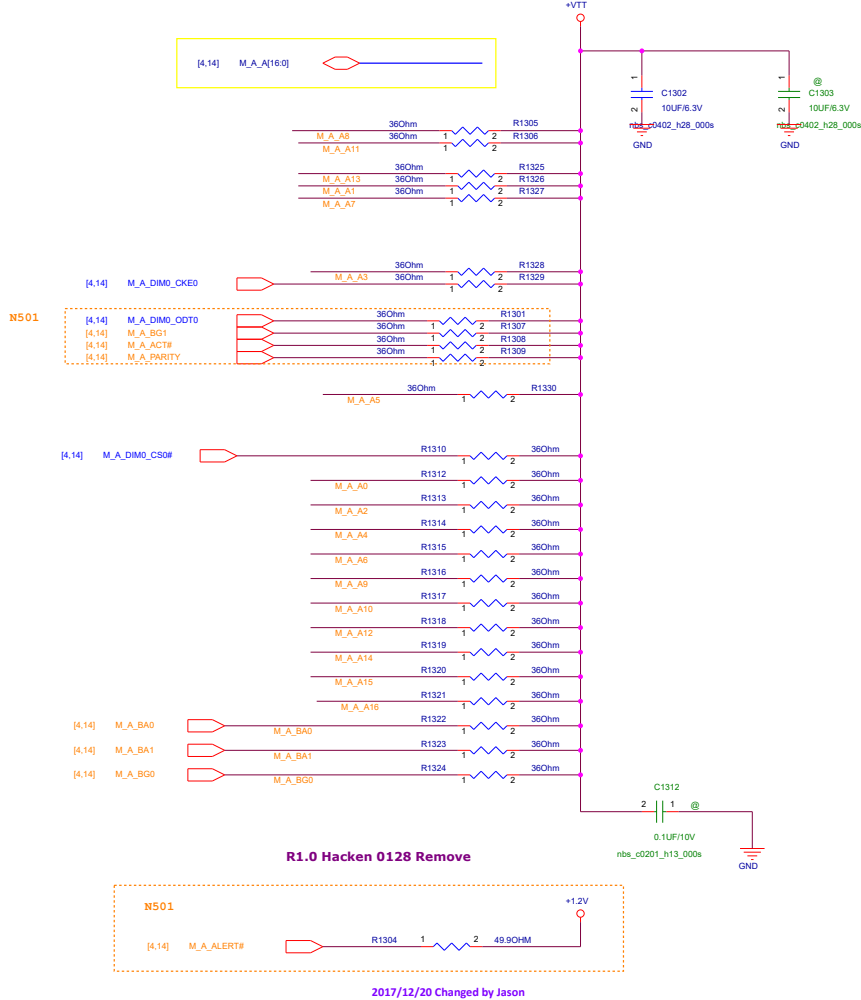 +VTT
[4,14] M_A_A[16:0]
1
C1302
2
10UF/6.3V
nbs_c0402_h28_000s
GND
@
1
C1303
2
10UF/6.3V
nbs_c0402_h28_000s
GND
36Ohm R1305
M_A_A8 36Ohm 1 2 R1306
M_A_A11 1 2
36Ohm R1325
M_A_A13 36Ohm 1 2 R1326
M_A_A1 36Ohm 1 2 R1327
M_A_A7 1 2
36Ohm R1328
M_A_A3 36Ohm 1 2 R1329
[4,14] M_A_DIM0_CKE0 1 2
N501
36Ohm R1301
[4,14] M_A_DIM0_ODT0 36Ohm 1 2 R1307
[4,14] M_A_BG1 36Ohm 1 2 R1308
[4,14] M_A_ACT# 36Ohm 1 2 R1309
[4,14] M_A_PARITY 1 2
36Ohm R1330
M_A_A5 1 2
R1310 36Ohm
[4,14] M_A_DIM0_CS0# 1 2
R1312 36Ohm
M_A_A0 1 2
R1313 36Ohm
M_A_A2 1 2
R1314 36Ohm
M_A_A4 1 2
R1315 36Ohm
M_A_A6 1 2
R1316 36Ohm
M_A_A9 1 2
R1317 36Ohm
M_A_A10 1 2
R1318 36Ohm
M_A_A12 1 2
R1319 36Ohm
M_A_A14 1 2
R1320 36Ohm
M_A_A15 1 2
R1321 36Ohm
M_A_A16 1 2
[4,14] M_A_BA0 R1322 36Ohm
M_A_BA0 1 2
[4,14] M_A_BA1 R1323 36Ohm
M_A_BA1 1 2
[4,14] M_A_BG0 R1324 36Ohm
M_A_BG0 1 2
C1312
2 1 @
0.1UF/10V
nbs_c0201_h13_000s
GND
R1.0 Hacken 0128 Remove
N501
+1.2V
[4,14] M_A_ALERT# R1304 1 2 49.9OHM
2017/12/20 Changed by Jason